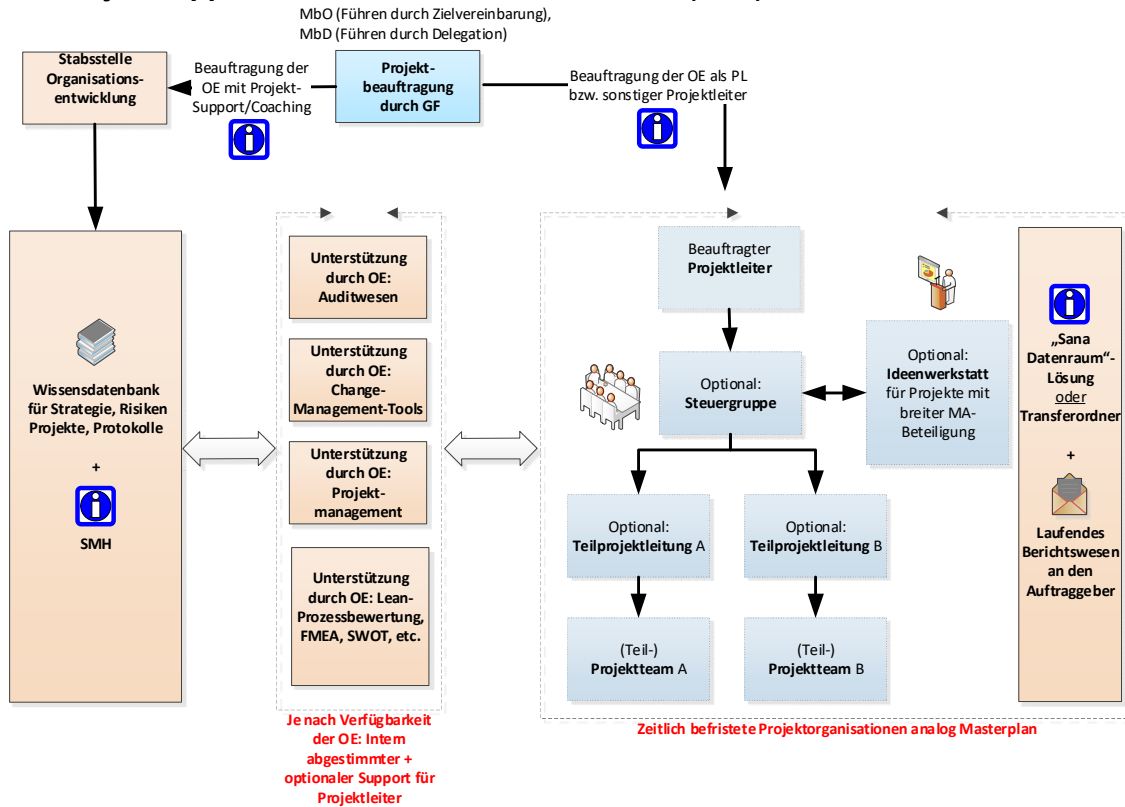 MbO (Führen durch Zielvereinbarung),
MbD (Führen durch Delegation)
Stabsstelle
Organisations-
entwicklung
Beauftragung der
OE mit Projekt-
Support/Coaching
Projekt-
beauftragung
durch GF
Beauftragung der OE als PL
bzw. sonstiger Projektleiter
Wissensdatenbank
für Strategie, Risiken
Projekte, Protokolle
+
SMH
Unterstützung
durch OE:
Auditwesen
Unterstützung
durch OE:
Change-
Management-Tools
Unterstützung
durch OE:
Projekt-
management
Unterstützung
durch OE: Lean-
Prozessbewertung,
FMEA, SWOT, etc.
Je nach Verfügbarkeit
der OE: Intern
abgestimmter +
optionaler Support für
Projektleiter
Beauftragter
Projektleiter
Optional:
Steuergruppe
Optional:
Ideenwerkstatt
für Projekte mit
breiter MA-
Beteiligung
Optional:
Teilprojektleitung A
Optional:
Teilprojektleitung B
(Teil-)
Projektteam A
(Teil-)
Projektteam B
Zeitlich befristete Projektorganisationen analog Masterplan
„Sana
Datenraum“-
Lösung
oder
Transferordner
+
Laufendes
Berichtswesen
an den
Auftraggeber